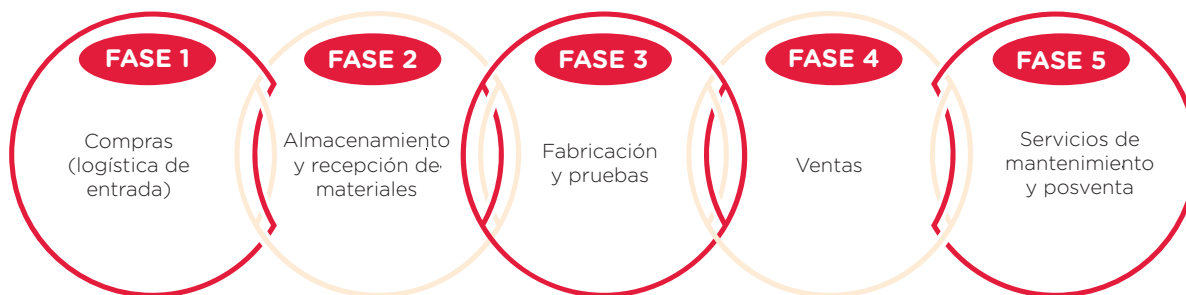 FASE 1
Compras
(logística de
entrada)
FASE 2
Almacenamiento
y recepción de
materiales
FASE 3
Fabricación
y pruebas
FASE 4
Ventas
FASE 5
Servicios de
mantenimiento
y posventa